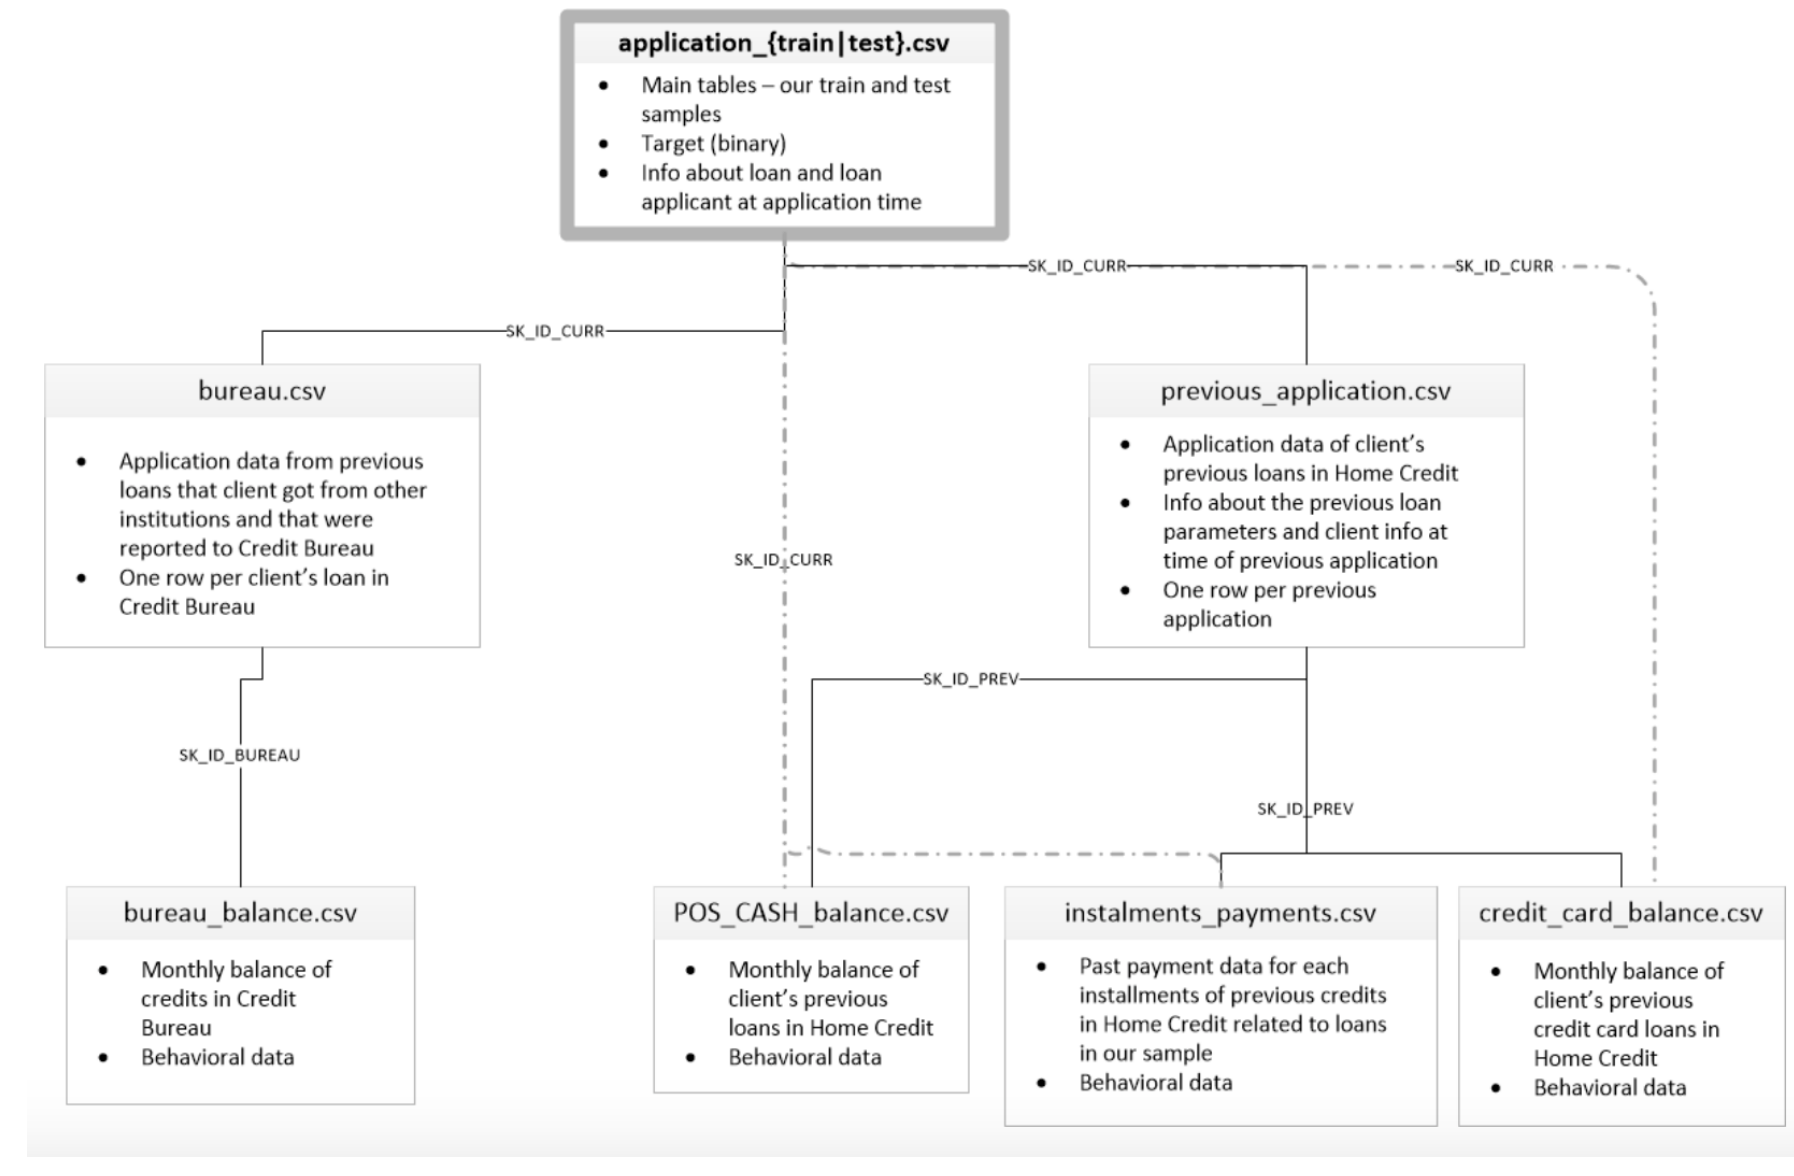 application_{train|test}.csv
• Main tables – our train and test
samples
• Target (binary)
• Info about loan and loan
applicant at application time
SK_ID_CURR
SK_ID_CURR
SK_ID_CURR
bureau.csv
• Application data from previous
loans that client got from other
institutions and that were
reported to Credit Bureau
• One row per client’s loan in
Credit Bureau
previous_application.csv
• Application data of client’s
previous loans in Home Credit
• Info about the previous loan
parameters and client info at
time of previous application
• One row per previous
application
SK_ID_CURR
SK_ID_PREV
SK_ID_BUREAU
SK_ID_PREV
bureau_balance.csv
• Monthly balance of
credits in Credit
Bureau
• Behavioral data
POS_CASH_balance.csv
• Monthly balance of
client’s previous
loans in Home Credit
• Behavioral data
instalments_payments.csv
• Past payment data for each
installments of previous credits
in Home Credit related to loans
in our sample
• Behavioral data
credit_card_balance.csv
• Monthly balance of
client’s previous
credit card loans in
Home Credit
• Behavioral data